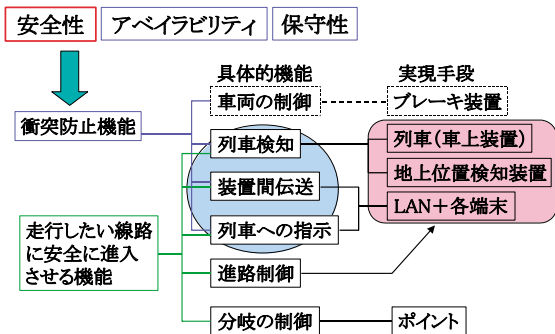 安全性
アベイラビリティ
保守性
具体的機能
実現手段
車両の制御
ブレーキ装置
衝突防止機能
列車検知
列車(車上装置)
地上位置検知装置
装置間伝送
LAN+各端末
走行したい線路
に安全に進入
させる機能
列車への指示
進路制御
分岐の制御
ポイント